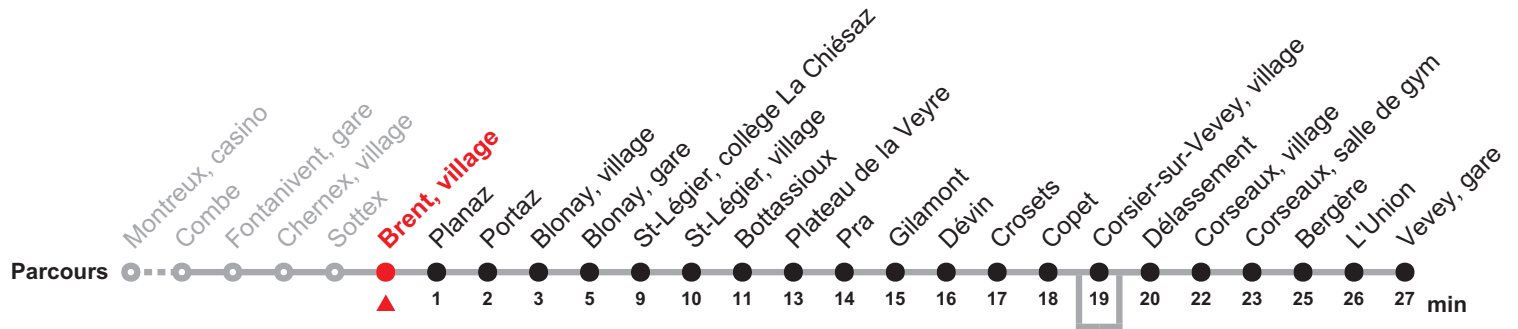 Montreux, casino
Combe
Fontanivent, gare
Chernex, village
Sottex
Brent, village
Planaz
Portaz
Blonay, village
Blonay, gare
St-Légier, collège La Chiésaz
St-Légier, village
Bottassioux
Plateau de la Veyre
Pra
Gilamont
Dévin
Crosets
Copet
Corsier-sur-Vevey, village
Délassement
Corseaux, village
Corseaux, salle de gym
Bergère
L'Union
Vevey, gare
Parcours
1 2 3 5 9 10 11 13 14 15 16 17 18 19 20 22 23 25 26 27 min